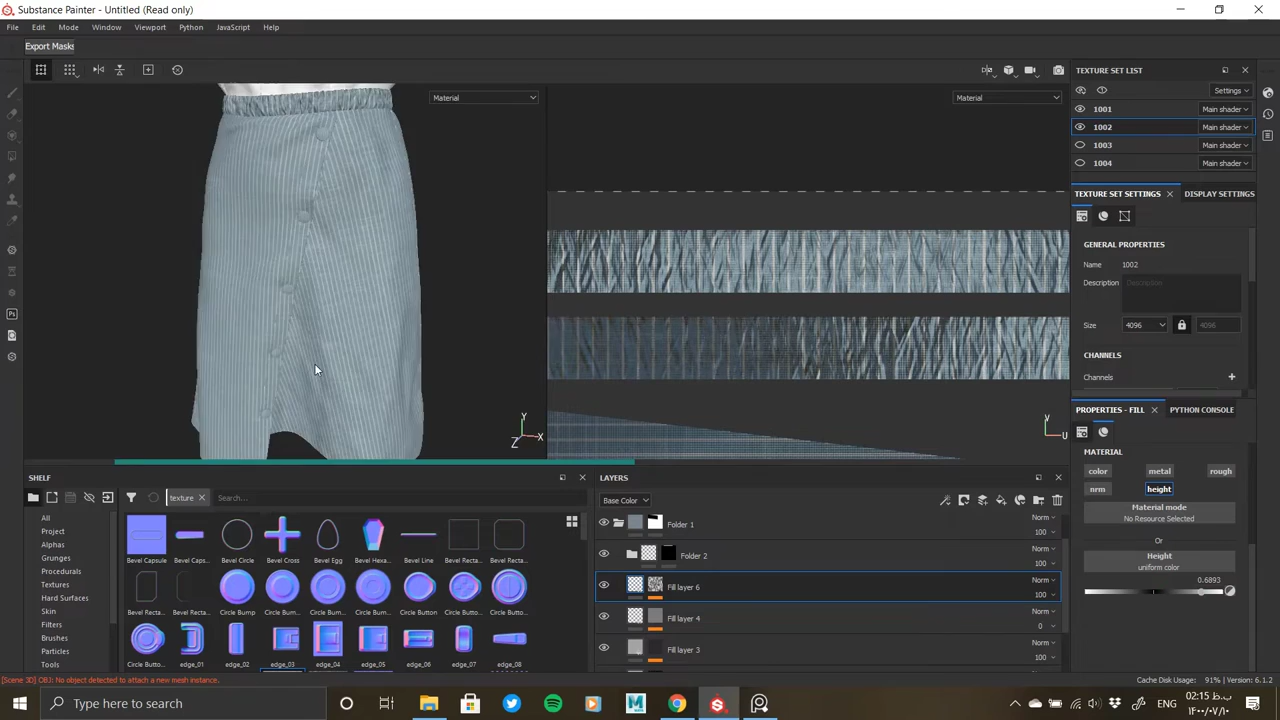 Substance Painter - Untitled (Read only)
File Edit Mode Window Viewport Python JavaScript Help
Export Masks
Material
Material
Y
Z X
V
U
TEXTURE SET LIST
Settings
1001 Main shader
1002 Main shader
1003 Main shader
1004 Main shader
TEXTURE SET SETTINGS DISPLAY SETTINGS
GENERAL PROPERTIES
Name 1002
Description
Size 4096 4096
CHANNELS
Channels +
PROPERTIES - FILL PYTHON CONSOLE
MATERIAL
color metal rough
nrm height
Material mode
No Resource Selected
Or
Height
uniform color
0.6893
SHELF
texture Search...
All
Project
Alphas
Grunges
Procedurals
Textures
Hard Surfaces
Skin
Filters
Brushes
Particles
Tools
Bevel Capsule Bevel Caps... Bevel Circle Bevel Cross Bevel Egg Bevel Hexa... Bevel Line Bevel Recta... Bevel Recta...
Bevel Recta... Bevel Recta... Circle Bump Circle Bum... Circle Bum... Circle Button Circle Butto... Circle Butto... Circle Butto...
Circle Butto... edge_01 edge_02 edge_03 edge_04 edge_05 edge_06 edge_07 edge_08
LAYERS
Base Color
Folder 1 Norm 100
Folder 2 Norm 100
Fill layer 6 Norm 100
Fill layer 4 Norm 0
Fill layer 3 Norm 100
[Scene 3D] OBJ: No object detected to attach a new mesh instance.
Cache Disk Usage: 91% | Version: 6.1.2
Type here to search
02:15 ب.ظ